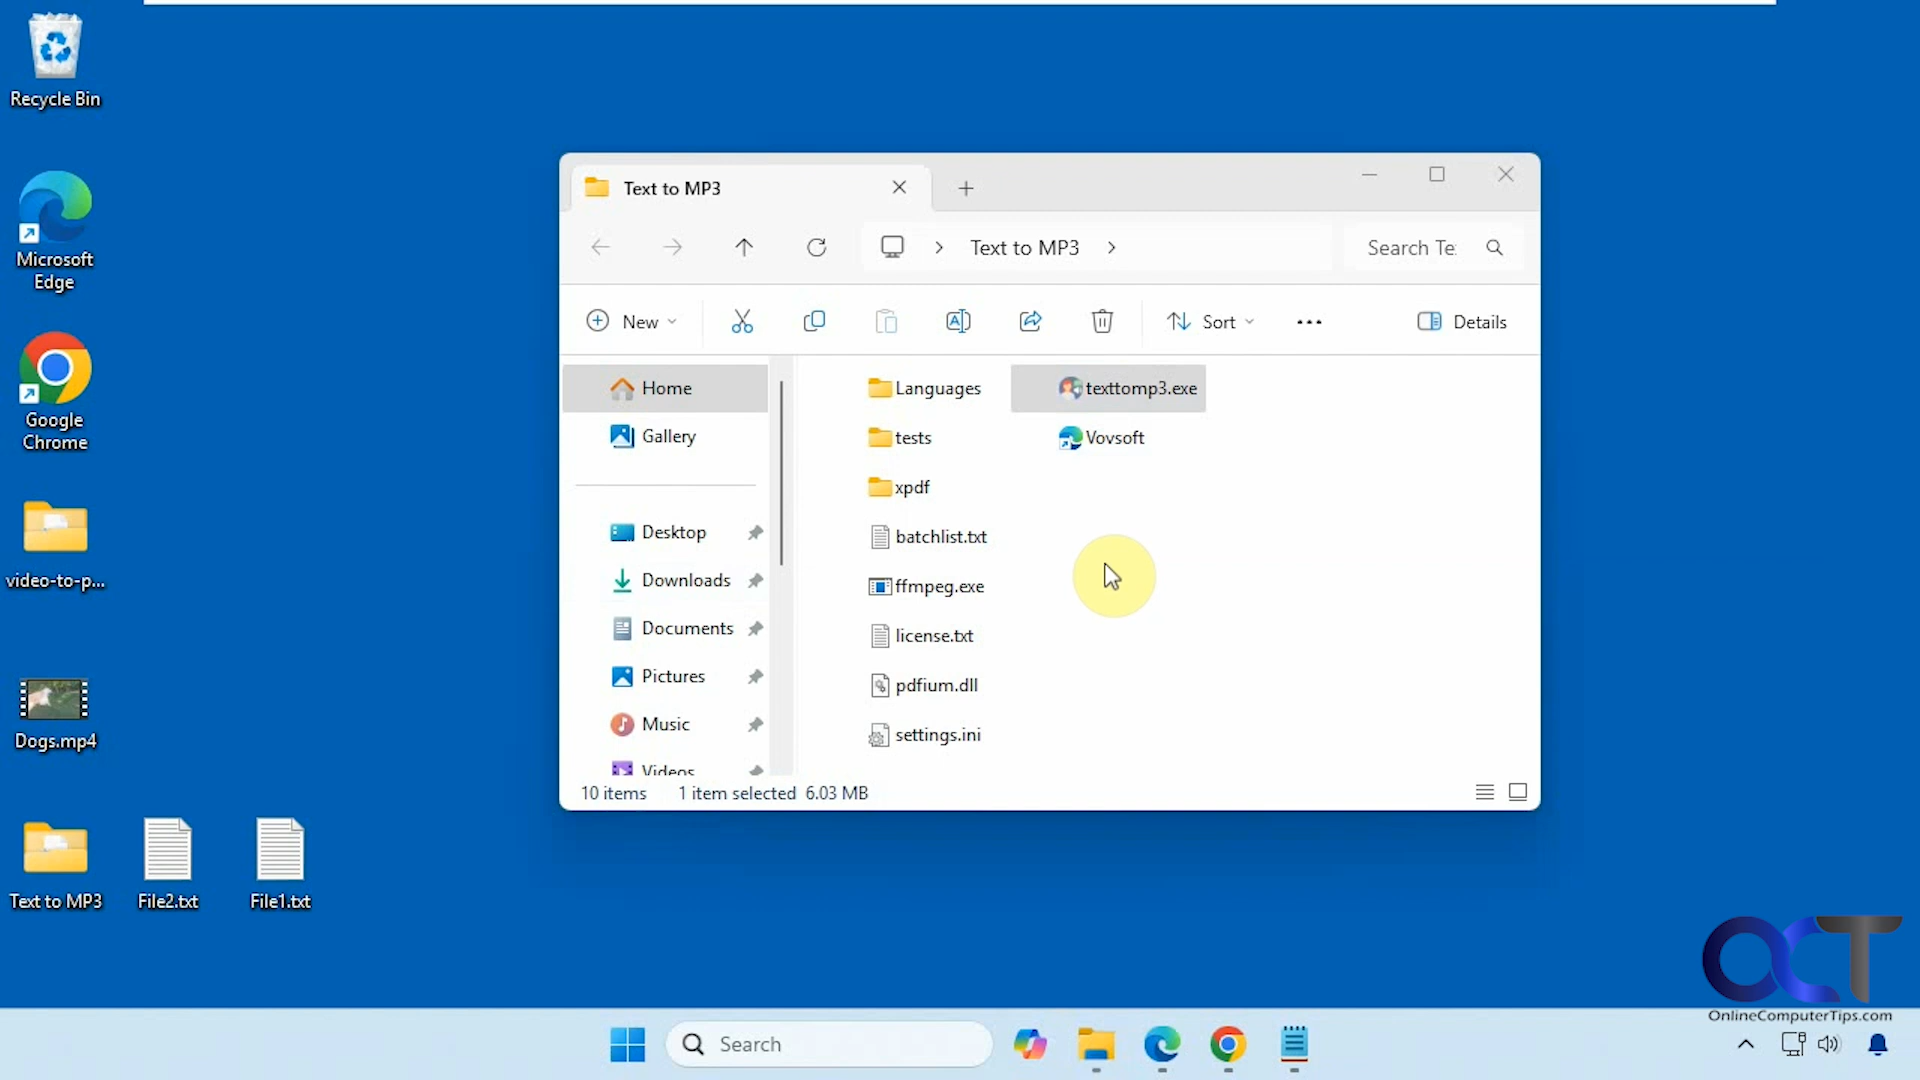 Recycle Bin
Microsoft
Edge
Google
Chrome
video-to-p...
Dogs.mp4
Text to MP3
File2.txt
File1.txt
Text to MP3
Text to MP3
Search Te
New
Sort
Details
Home
Gallery
Desktop
Downloads
Documents
Pictures
Music
Videos
Languages
tests
xpdf
batchlist.txt
ffmpeg.exe
license.txt
pdfium.dll
settings.ini
texttomp3.exe
Vovsoft
10 items 1 item selected 6.03 MB
OCT
OnlineComputerTips.com
Search